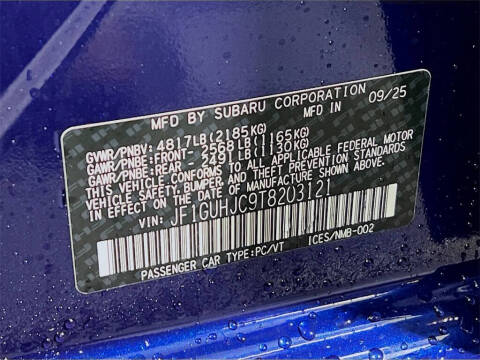 MFD BY SUBARU CORPORATION
MFD IN 09/25
GVWR/PNBV: 4817LB(2185KG)
GAWR/PNBE: FRONT - 2568LB(1165KG)
GAWR/PNBE: REAR - 2491LB(1130KG)
THIS VEHICLE CONFORMS TO ALL APPLICABLE FEDERAL MOTOR
VEHICLE SAFETY, BUMPER, AND THEFT PREVENTION STANDARDS
IN EFFECT ON THE DATE OF MANUFACTURE SHOWN ABOVE.
VIN: JF1GUHJC9T8203121
PASSENGER CAR TYPE:PC/VT ICES/NMB-002